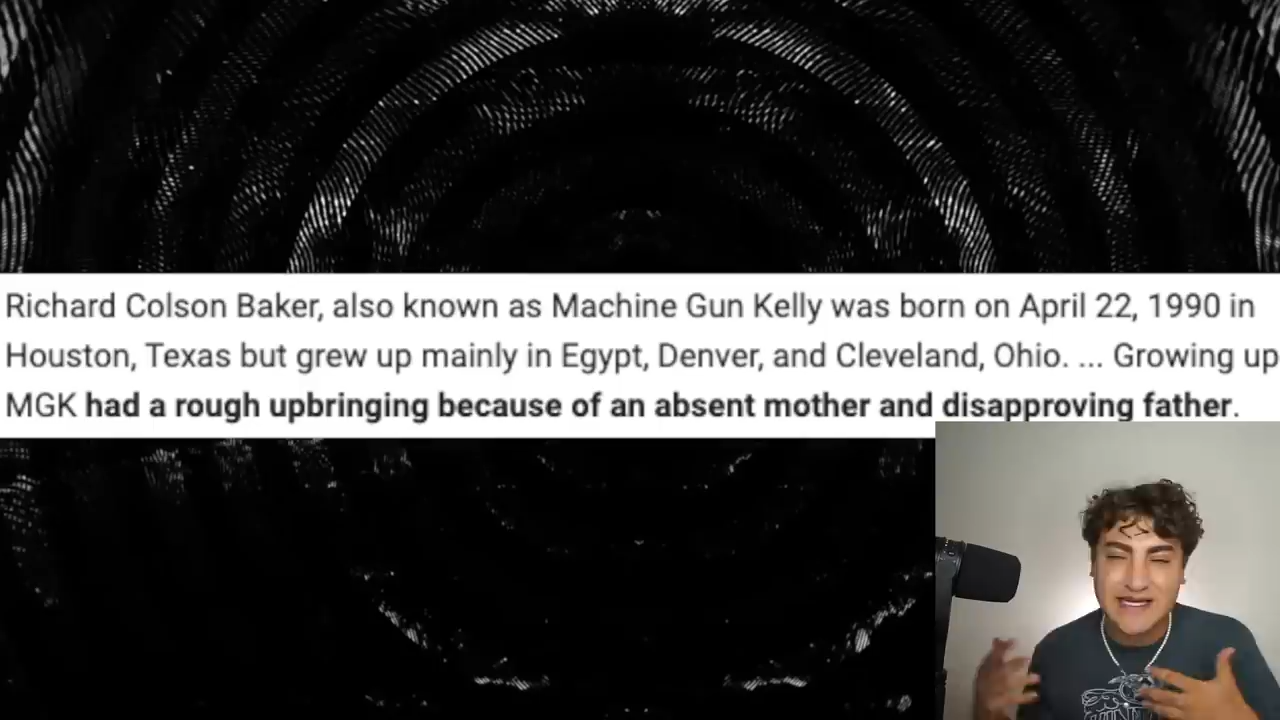 Richard Colson Baker, also known as Machine Gun Kelly was born on April 22, 1990 in
Houston, Texas but grew up mainly in Egypt, Denver, and Cleveland, Ohio. ... Growing up
MGK had a rough upbringing because of an absent mother and disapproving father.